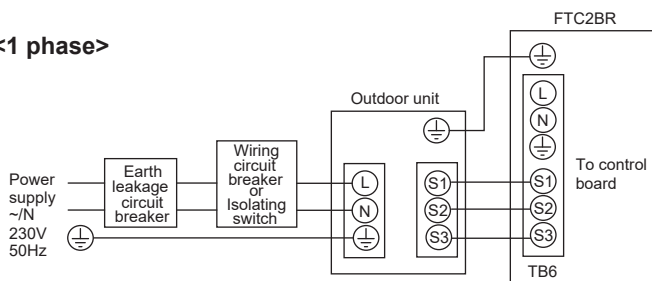 <1 phase>
FTC2BR
Outdoor unit
Power
supply
~/N
230V
50Hz
Earth
leakage
circuit
breaker
Wiring
circuit
breaker
or
Isolating
switch
L
N
S1
S2
S3
L
N
S1
S2
S3
To control
board
TB6